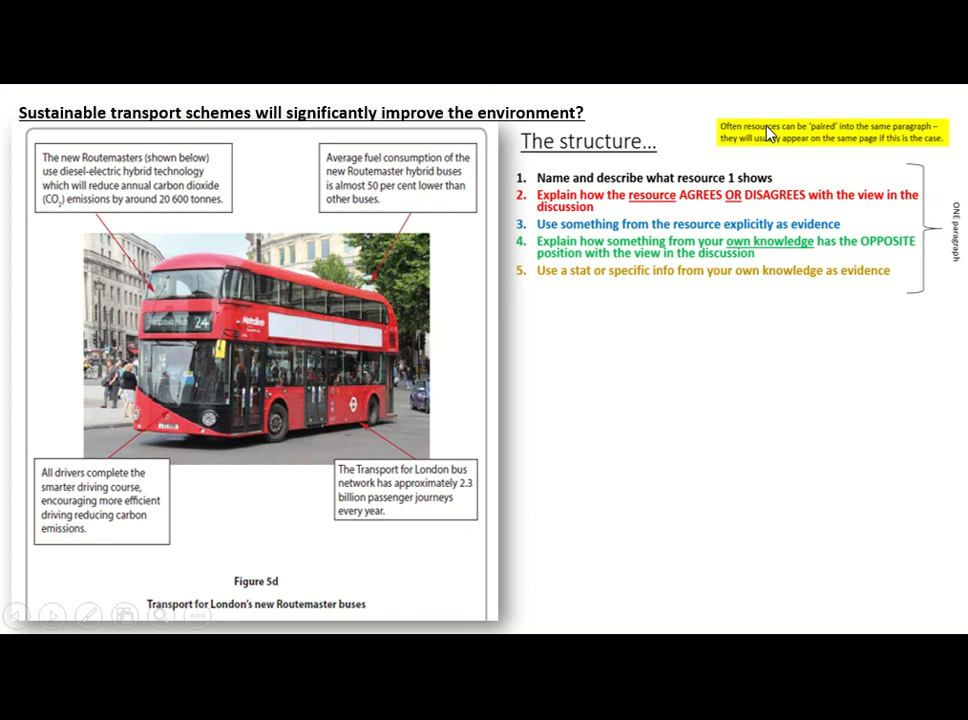 Sustainable transport schemes will significantly improve the environment?
The new Routemasters (shown below)
use diesel-electric hybrid technology
which will reduce annual carbon dioxide
(CO₂) emissions by around 20 600 tonnes.
Average fuel consumption of the
new Routemaster hybrid buses
is almost 50 per cent lower than
other buses.
24
Metroline
All drivers complete the
smarter driving course,
encouraging more efficient
driving reducing carbon
emissions.
The Transport for London bus
network has approximately 2.3
billion passenger journeys
every year.
Figure 5d
Transport for London's new Routemaster buses
The structure...
Often resources can be 'paired' into the same paragraph –
they will usually appear on the same page if this is the case.
1. Name and describe what resource 1 shows
2. Explain how the resource AGREES OR DISAGREES with the view in the
discussion
3. Use something from the resource explicitly as evidence
4. Explain how something from your own knowledge has the OPPOSITE
position with the view in the discussion
5. Use a stat or specific info from your own knowledge as evidence
ONE paragraph